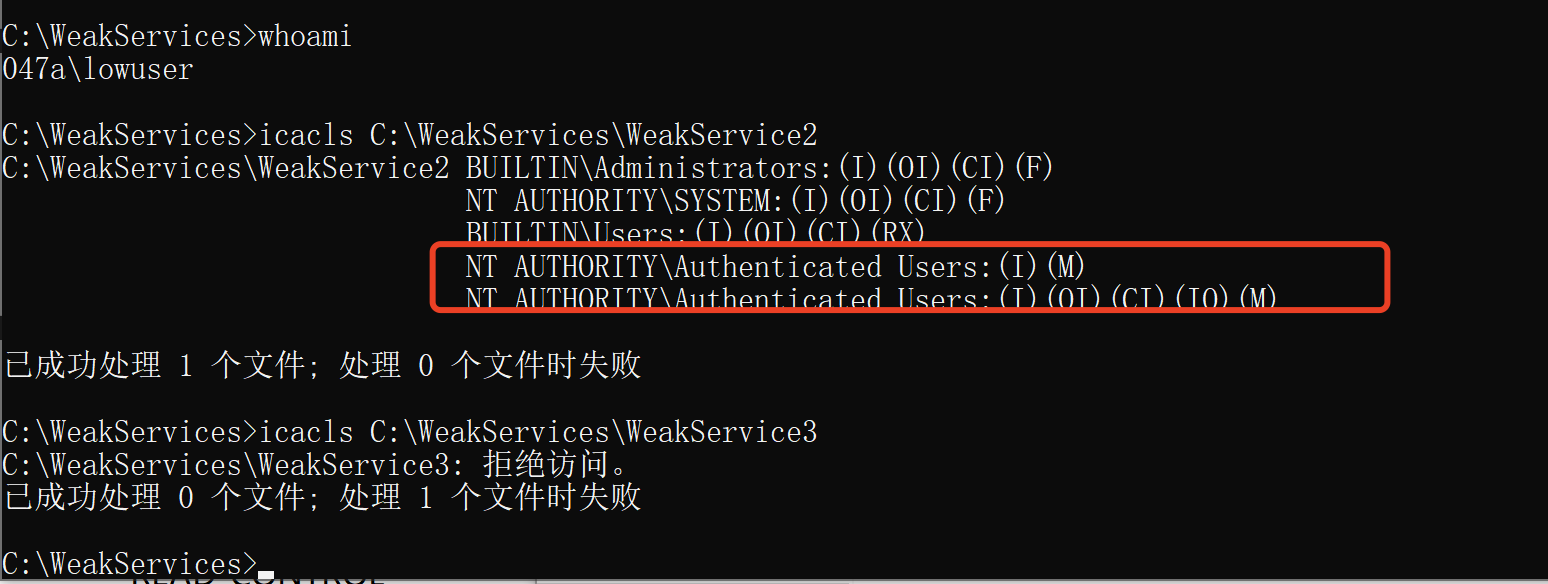 C:\WeakServices>whoami
047a\lowuser
C:\WeakServices>icacls C:\WeakServices\WeakService2
C:\WeakServices\WeakService2 BUILTIN\Administrators:(I)(OI)(CI)(F)
NT AUTHORITY\SYSTEM:(I)(OI)(CI)(F)
BUILTIN\Users:(I)(OI)(CI)(RX)
NT AUTHORITY\Authenticated Users:(I)(M)
NT AUTHORITY\Authenticated Users:(I)(OI)(CI)(IO)(M)
已成功处理 1 个文件; 处理 0 个文件时失败
C:\WeakServices>icacls C:\WeakServices\WeakService3
C:\WeakServices\WeakService3: 拒绝访问。
已成功处理 0 个文件; 处理 1 个文件时失败
C:\WeakServices>
READ CONTROL